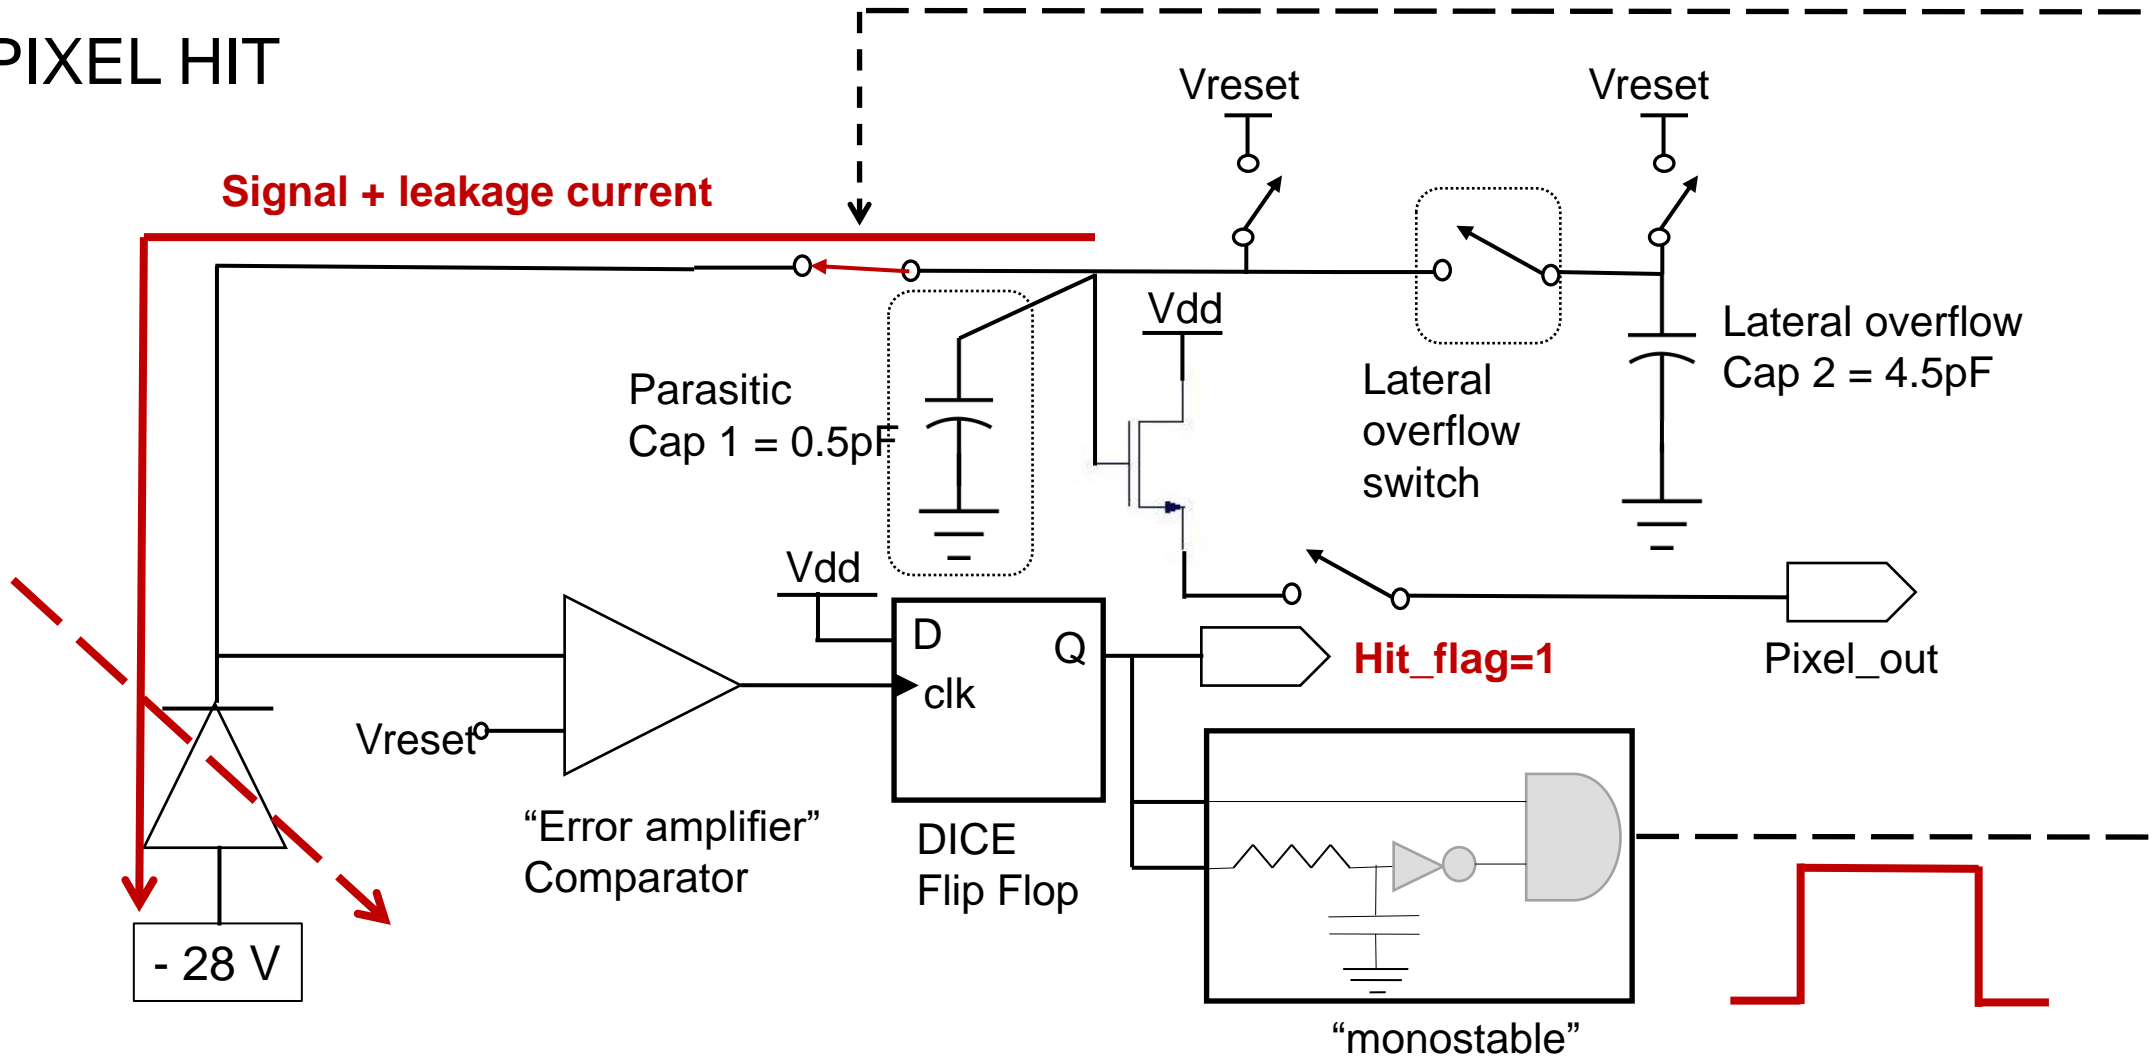 PIXEL HIT
Vreset
Vreset
Signal + leakage current
Vdd
Lateral overflow
Cap 2 = 4.5pF
Parasitic
Cap 1 = 0.5pF
Lateral
overflow
switch
Vdd
D
Q
clk
Hit_flag=1
Pixel_out
Vreset
“Error amplifier”
Comparator
DICE
Flip Flop
- 28 V
“monostable”